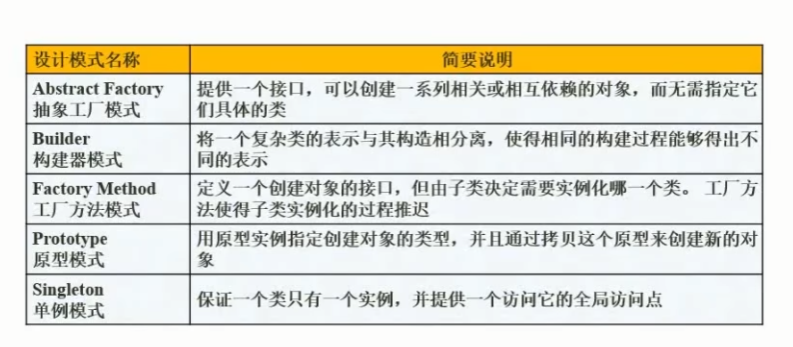 设计模式名称 简要说明
Abstract Factory
抽象工厂模式
提供一个接口，可以创建一系列相关或相互依赖的对象，而无需指定它
们具体的类
Builder
构建器模式
将一个复杂类的表示与其构造相分离，使得相同的构建过程能够得出不
同的表示
Factory Method
工厂方法模式
定义一个创建对象的接口，但由子类决定需要实例化哪一个类。 工厂方
法使得子类实例化的过程推迟
Prototype
原型模式
用原型实例指定创建对象的类型，并且通过拷贝这个原型来创建新的对
象
Singleton
单例模式
保证一个类只有一个实例，并提供一个访问它的全局访问点